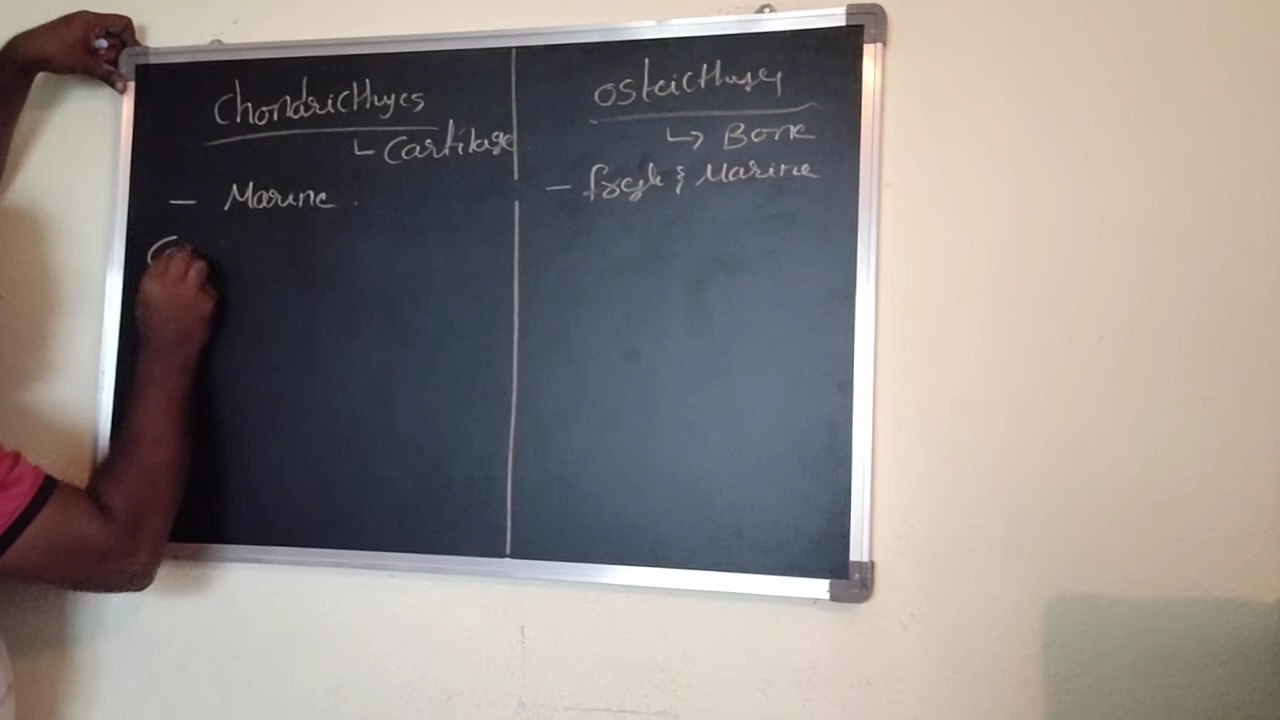 Chondricthyes
└ Cartilage
– Marine .
Osteicthyes
↳ Bone
– fresh & Marine